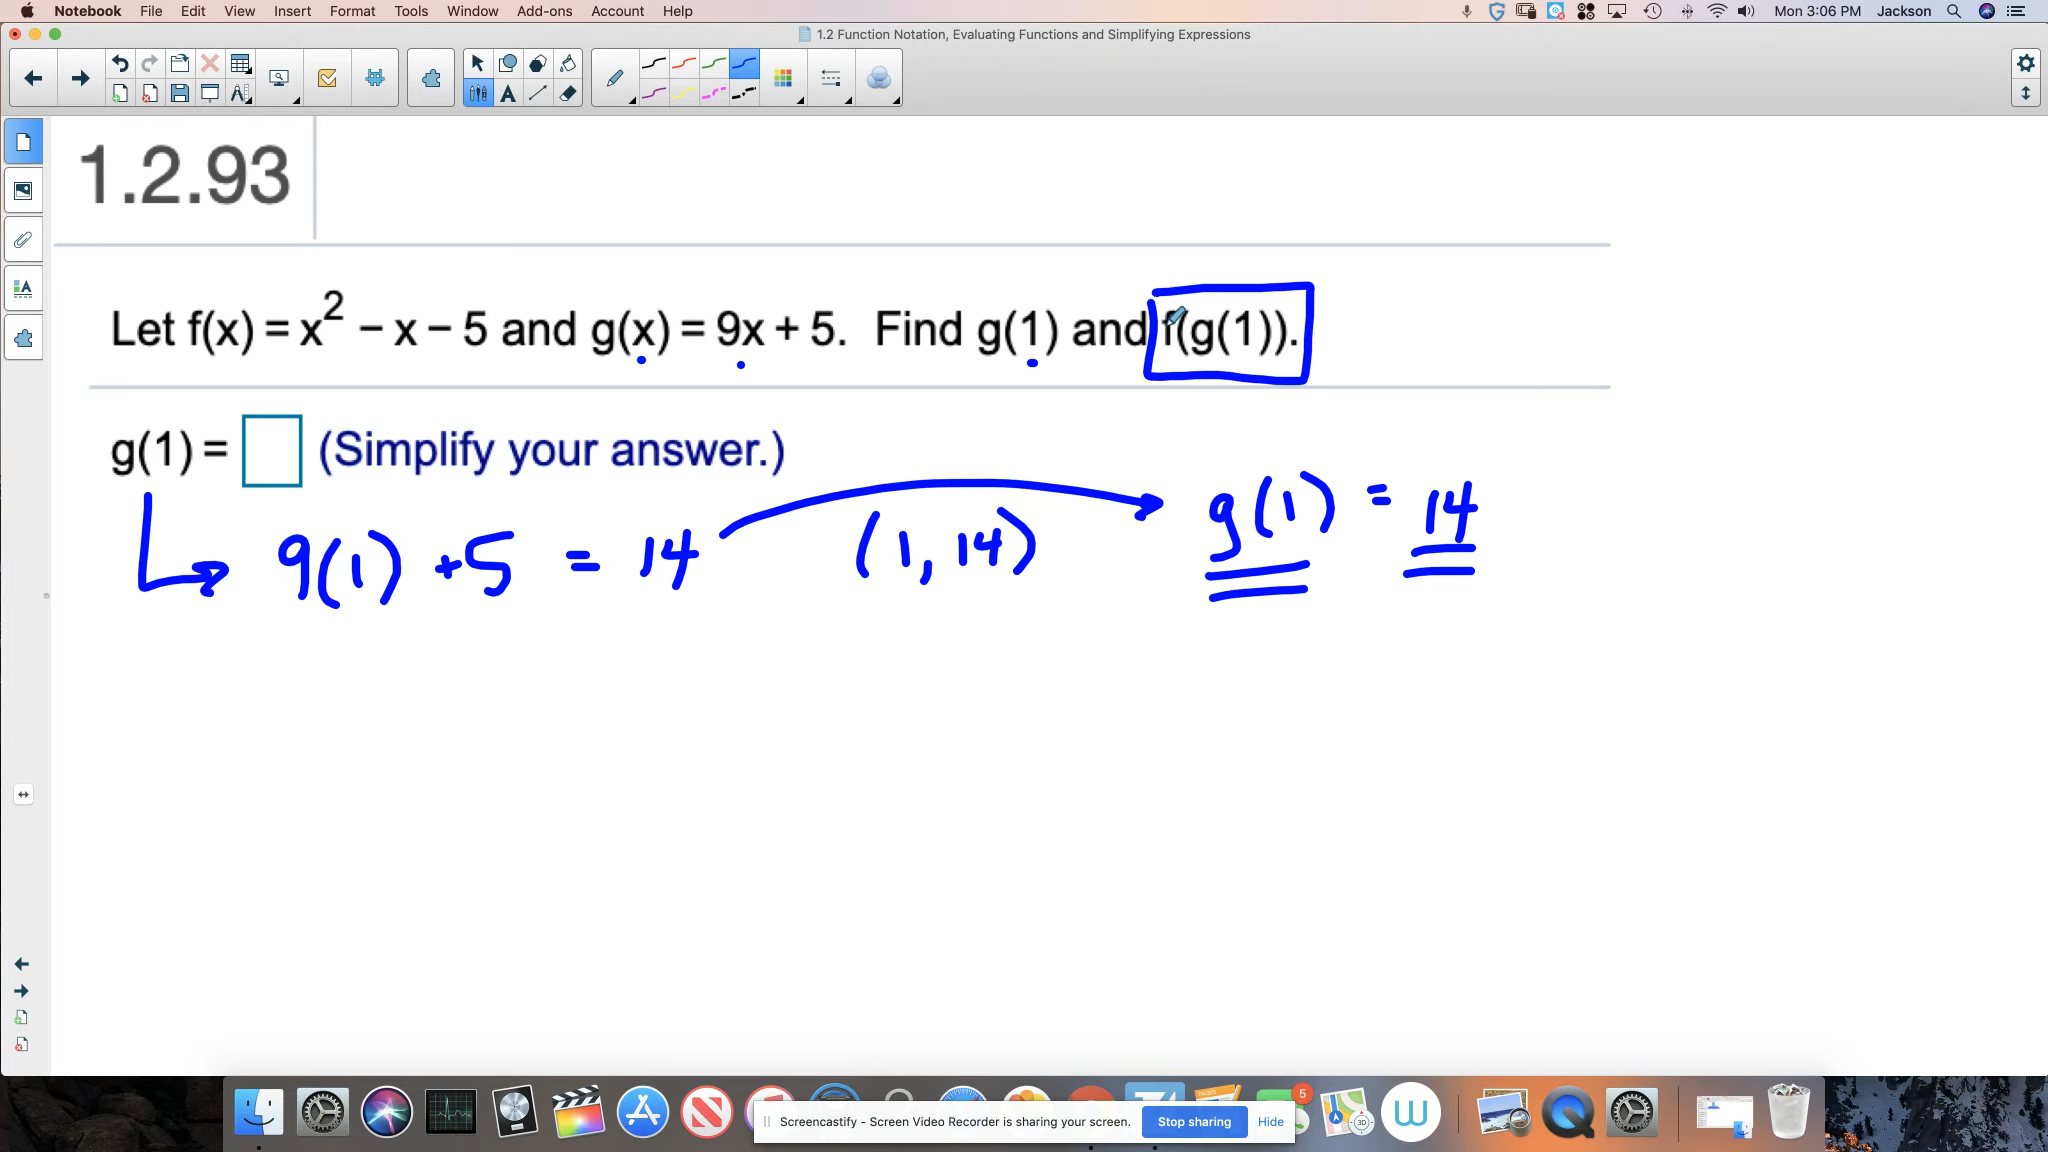 Notebook File Edit View Insert Format Tools Window Add-ons Account Help Mon 3:06 PM Jackson
1.2 Function Notation, Evaluating Functions and Simplifying Expressions
1.2.93
Let f(x) = x² − x − 5 and g(x) = 9x + 5. Find g(1) and f(g(1)).
g(1) = (Simplify your answer.)
9(1) + 5 = 14 (1, 14) g(1) = 14
5
3D
Screencastify - Screen Video Recorder is sharing your screen. Stop sharing Hide